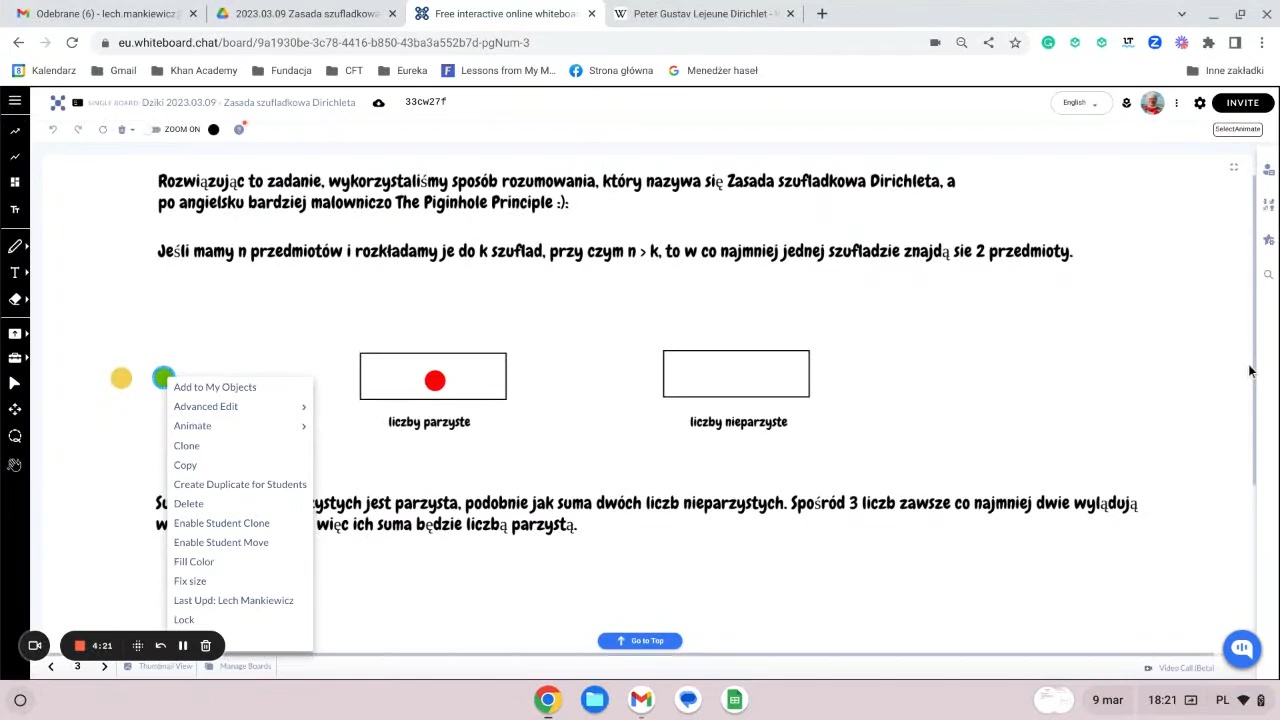 Odebrane (6) - lech.mankiewicz
2023.03.09 Dziki - Zasada szufladkowa
Free interactive online whiteboa
Peter Gustav Lejeune Dirichlet -
eu.whiteboard.chat/board/9a1930be-3c78-4416-b850-43ba3a552b7d-pgNum-3
Kalendarz
Gmail
Khan Academy
Fundacja
CFT
Eureka
Lessons from My M...
Strona główna
Menedżer haseł
Inne zakładki
SINGLE BOARD: Dziki 2023.03.09 - Zasada szufladkowa Dirichleta
33cw27f
English
INVITE
ZOOM ON
SelectAnimate
Rozwiązując to zadanie, wykorzystaliśmy sposób rozumowania, który nazywa się Zasada szufladkowa Dirichleta, a
po angielsku bardziej malowniczo The Piginhole Principle :):
Jeśli mamy n przedmiotów i rozkładamy je do k szuflad, przy czym n > k, to w co najmniej jednej szufladzie znajdą sie 2 przedmioty.
liczby parzyste
liczby nieparzyste
Add to My Objects
Advanced Edit
Animate
Clone
Copy
Create Duplicate for Students
Delete
Enable Student Clone
Enable Student Move
Fill Color
Fix size
Last Upd: Lech Mankiewicz
Lock
zystych jest parzysta, podobnie jak suma dwóch liczb nieparzystych. Spośród 3 liczb zawsze co najmniej dwie wylądują
więc ich suma będzie liczbą parzystą.
4:21
Go to Top
3
Thumbnail View
Manage Boards
Video Call (Beta)
9 mar
PL